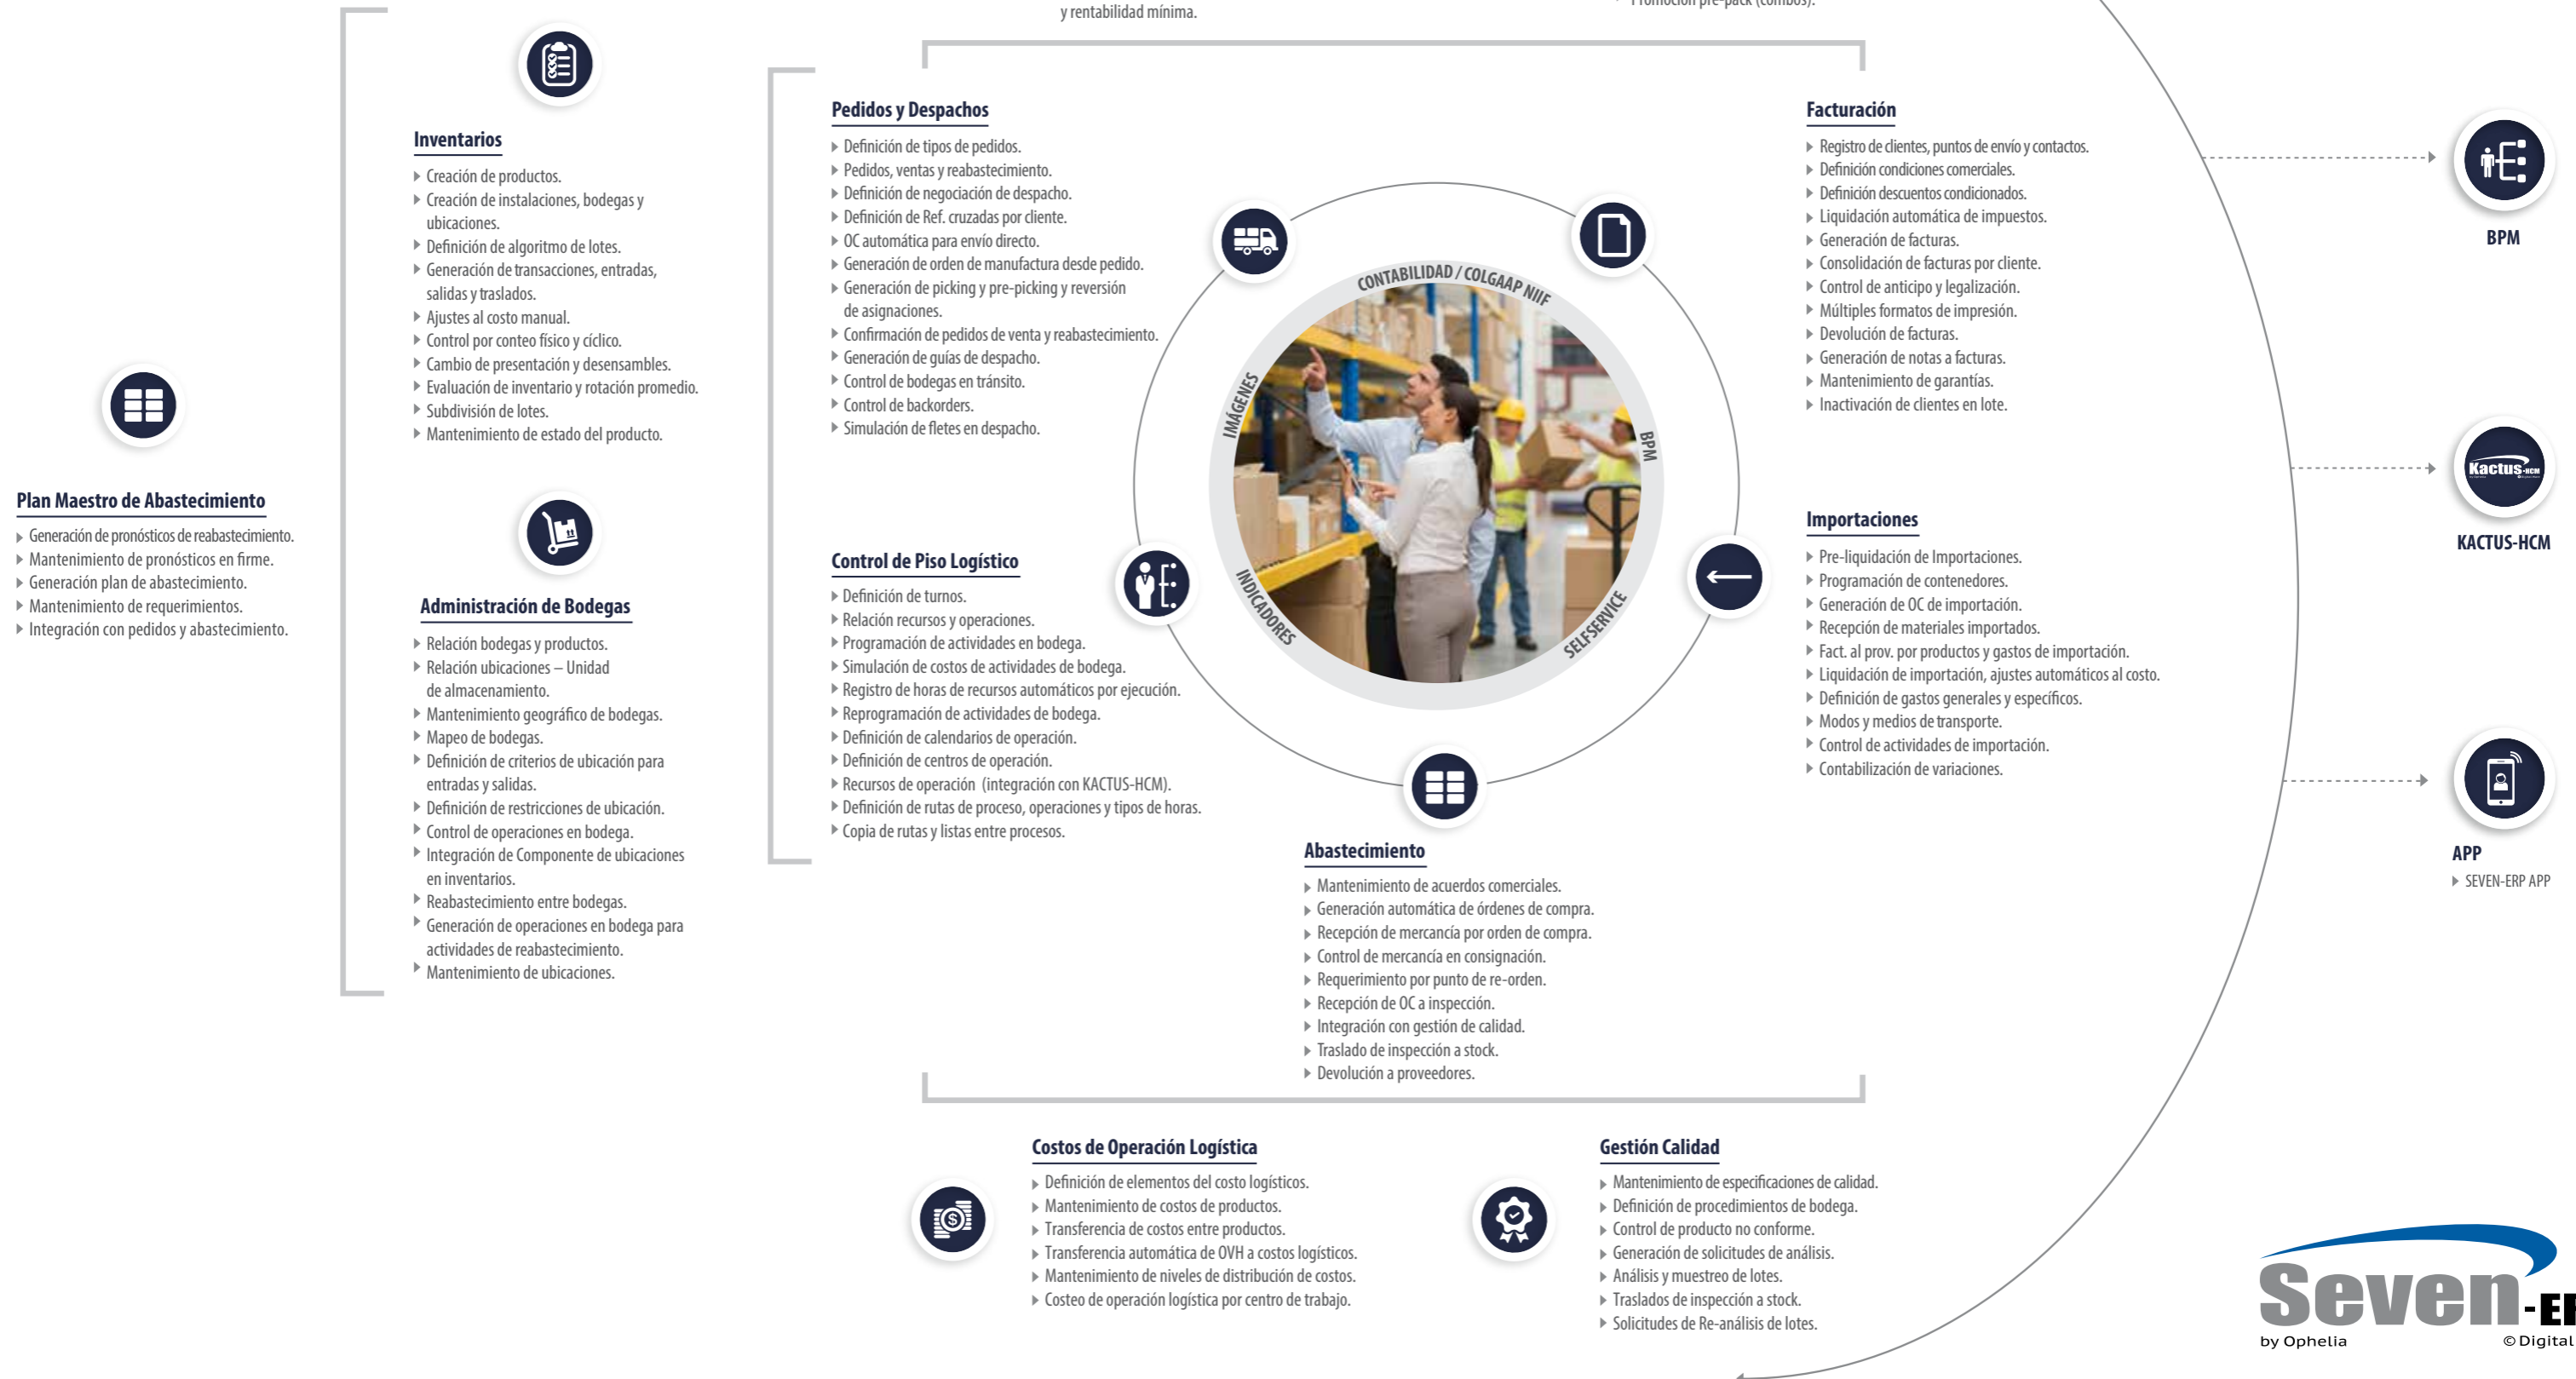 y rentabilidad mínima.
Promoción pre-pack (combos).
Plan Maestro de Abastecimiento
Generación de pronósticos de reabastecimiento.
Mantenimiento de pronósticos en firme.
Generación plan de abastecimiento.
Mantenimiento de requerimientos.
Integración con pedidos y abastecimiento.
Inventarios
Creación de productos.
Creación de instalaciones, bodegas y
ubicaciones.
Definición de algoritmo de lotes.
Generación de transacciones, entradas,
salidas y traslados.
Ajustes al costo manual.
Control por conteo físico y cíclico.
Cambio de presentación y desensambles.
Evaluación de inventario y rotación promedio.
Subdivisión de lotes.
Mantenimiento de estado del producto.
Administración de Bodegas
Relación bodegas y productos.
Relación ubicaciones – Unidad
de almacenamiento.
Mantenimiento geográfico de bodegas.
Mapeo de bodegas.
Definición de criterios de ubicación para
entradas y salidas.
Definición de restricciones de ubicación.
Control de operaciones en bodega.
Integración de Componente de ubicaciones
en inventarios.
Reabastecimiento entre bodegas.
Generación de operaciones en bodega para
actividades de reabastecimiento.
Mantenimiento de ubicaciones.
Pedidos y Despachos
Definición de tipos de pedidos.
Pedidos, ventas y reabastecimiento.
Definición de negociación de despacho.
Definición de Ref. cruzadas por cliente.
OC automática para envío directo.
Generación de orden de manufactura desde pedido.
Generación de picking y pre-picking y reversión
de asignaciones.
Confirmación de pedidos de venta y reabastecimiento.
Generación de guías de despacho.
Control de bodegas en tránsito.
Control de backorders.
Simulación de fletes en despacho.
Control de Piso Logístico
Definición de turnos.
Relación recursos y operaciones.
Programación de actividades en bodega.
Simulación de costos de actividades de bodega.
Registro de horas de recursos automáticos por ejecución.
Reprogramación de actividades de bodega.
Definición de calendarios de operación.
Definición de centros de operación.
Recursos de operación (integración con KACTUS-HCM).
Definición de rutas de proceso, operaciones y tipos de horas.
Copia de rutas y listas entre procesos.
CONTABILIDAD / COLGAAP NIIF
IMÁGENES
BPM
INDICADORES
SELFSERVICE
Facturación
Registro de clientes, puntos de envío y contactos.
Definición condiciones comerciales.
Definición descuentos condicionados.
Liquidación automática de impuestos.
Generación de facturas.
Consolidación de facturas por cliente.
Control de anticipo y legalización.
Múltiples formatos de impresión.
Devolución de facturas.
Generación de notas a facturas.
Mantenimiento de garantías.
Inactivación de clientes en lote.
Importaciones
Pre-liquidación de Importaciones.
Programación de contenedores.
Generación de OC de importación.
Recepción de materiales importados.
Fact. al prov. por productos y gastos de importación.
Liquidación de importación, ajustes automáticos al costo.
Definición de gastos generales y específicos.
Modos y medios de transporte.
Control de actividades de importación.
Contabilización de variaciones.
Abastecimiento
Mantenimiento de acuerdos comerciales.
Generación automática de órdenes de compra.
Recepción de mercancía por orden de compra.
Control de mercancía en consignación.
Requerimiento por punto de re-orden.
Recepción de OC a inspección.
Integración con gestión de calidad.
Traslado de inspección a stock.
Devolución a proveedores.
Costos de Operación Logística
Definición de elementos del costo logísticos.
Mantenimiento de costos de productos.
Transferencia de costos entre productos.
Transferencia automática de OVH a costos logísticos.
Mantenimiento de niveles de distribución de costos.
Costeo de operación logística por centro de trabajo.
Gestión Calidad
Mantenimiento de especificaciones de calidad.
Definición de procedimientos de bodega.
Control de producto no conforme.
Generación de solicitudes de análisis.
Análisis y muestreo de lotes.
Traslados de inspección a stock.
Solicitudes de Re-análisis de lotes.
BPM
Kactus-HCM
KACTUS-HCM
APP
SEVEN-ERP APP
Seven-
by Ophelia
© Digital